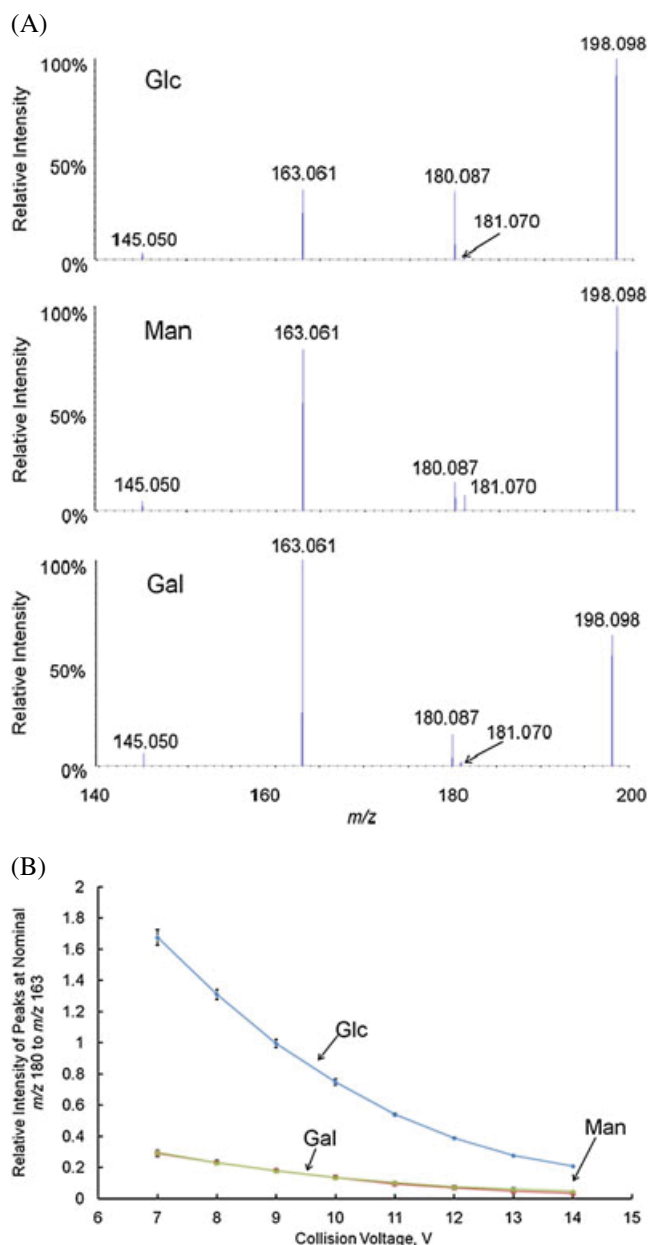 (A)
Relative Intensity
100%
50%
0%
Glc
145.050
163.061
180.087
181.070
198.098
Relative Intensity
100%
50%
0%
Man
145.050
163.061
180.087
181.070
198.098
Relative Intensity
100%
50%
0%
Gal
145.050
163.061
180.087
181.070
198.098
140
160
180
200
m/z
(B)
Relative Intensity of Peaks at Nominal
m/z 180 to m/z 163
2
1.8
1.6
1.4
1.2
1
0.8
0.6
0.4
0.2
0
Glc
Gal
Man
6 7 8 9 10 11 12 13 14 15
Collision Voltage, V